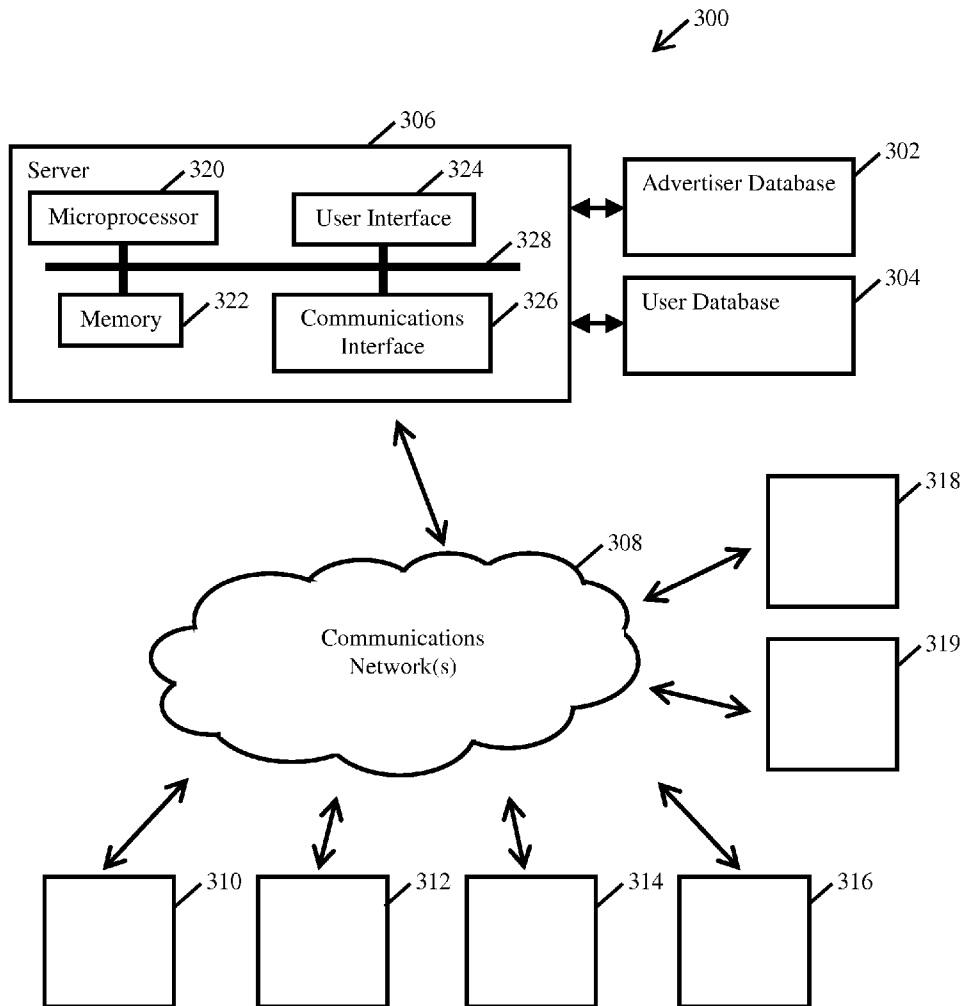 300
306
302
Server
320
324
Advertiser Database
Microprocessor
User Interface
328
304
322
326
User Database
Memory
Communications
Interface
318
308
Communications
Network(s)
319
310
312
314
316